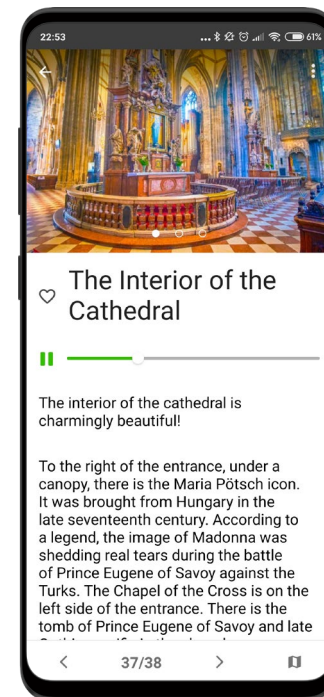 22:53
61%
The Interior of the
Cathedral
The interior of the cathedral is
charmingly beautiful!
To the right of the entrance, under a
canopy, there is the Maria Pötsch icon.
It was brought from Hungary in the
late seventeenth century. According to
a legend, the image of Madonna was
shedding real tears during the battle
of Prince Eugene of Savoy against the
Turks. The Chapel of the Cross is on the
left side of the entrance. There is the
tomb of Prince Eugene of Savoy and late
37/38